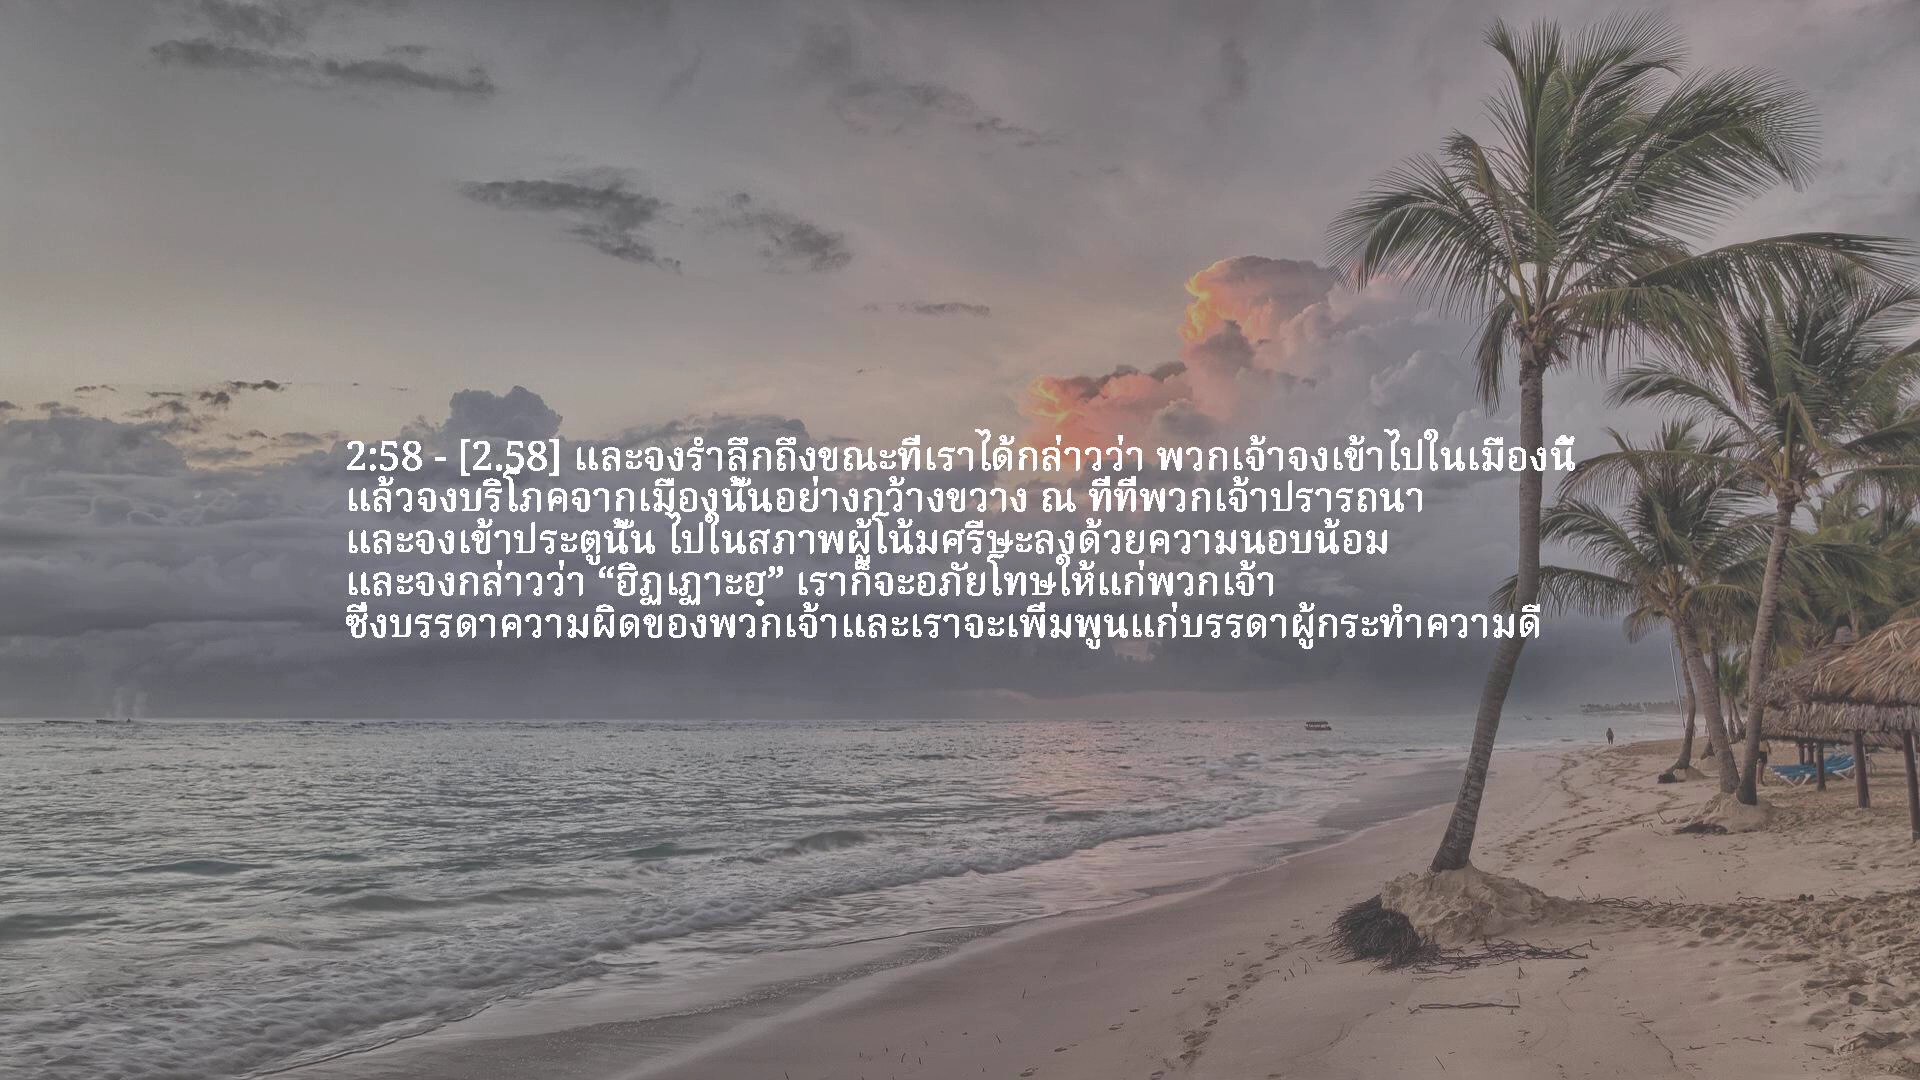 2:58 - [2.58] และจงรำลึกถึงขณะที่เราได้กล่าวว่า พวกเจ้าจงเข้าไปในเมืองนี้
แล้วจงบริโภคจากเมืองนั้นอย่างกว้างขวาง ณ ที่ที่พวกเจ้าปรารถนา
และจงเข้าประตูนั้น ไปในสภาพผู้โน้มศรีษะลงด้วยความนอบน้อม
และจงกล่าวว่า “ฮิฏเฏาะฮฺ” เราก็จะอภัยโทษให้แก่พวกเจ้า
ซึ่งบรรดาความผิดของพวกเจ้าและเราจะเพิ่มพูนแก่บรรดาผู้กระทำความดี